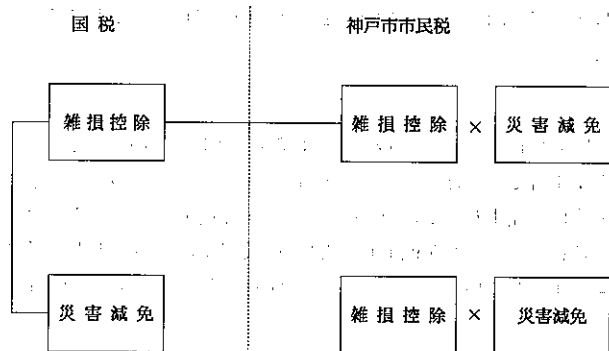 国税
神戸市市民税
雑損控除
雑損控除 × 災害減免
災害減免
雑損控除 × 災害減免